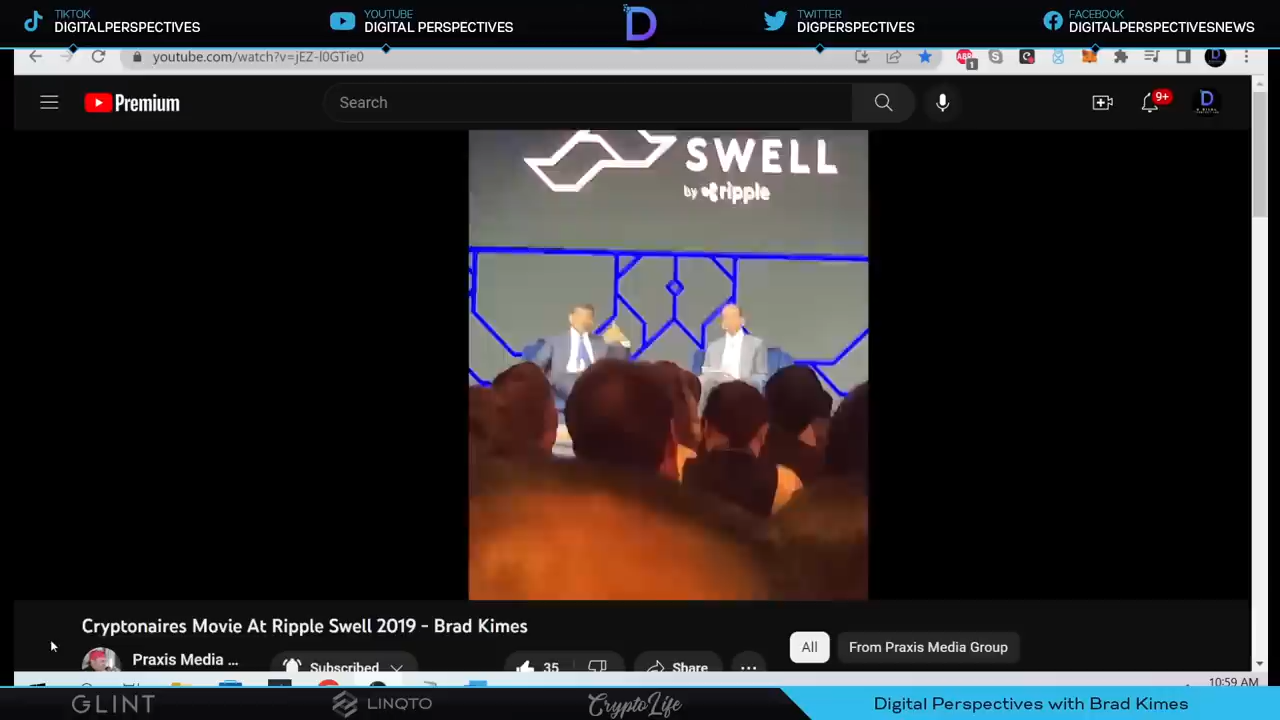 TIKTOK
DIGITALPERSPECTIVES
YOUTUBE
DIGITAL PERSPECTIVES
D
TWITTER
DIGPERSPECTIVES
FACEBOOK
DIGITALPERSPECTIVESNEWS
youtube.com/watch?v=jEZ-I0GTie0
ABP
1
Premium
Search
9+
D
SWELL
by ripple
Cryptonaires Movie At Ripple Swell 2019 - Brad Kimes
Praxis Media ...
Subscribed
35
Share
All
From Praxis Media Group
10:59 AM
GLINT
LINQTO
CryptoLife
Digital Perspectives with Brad Kimes